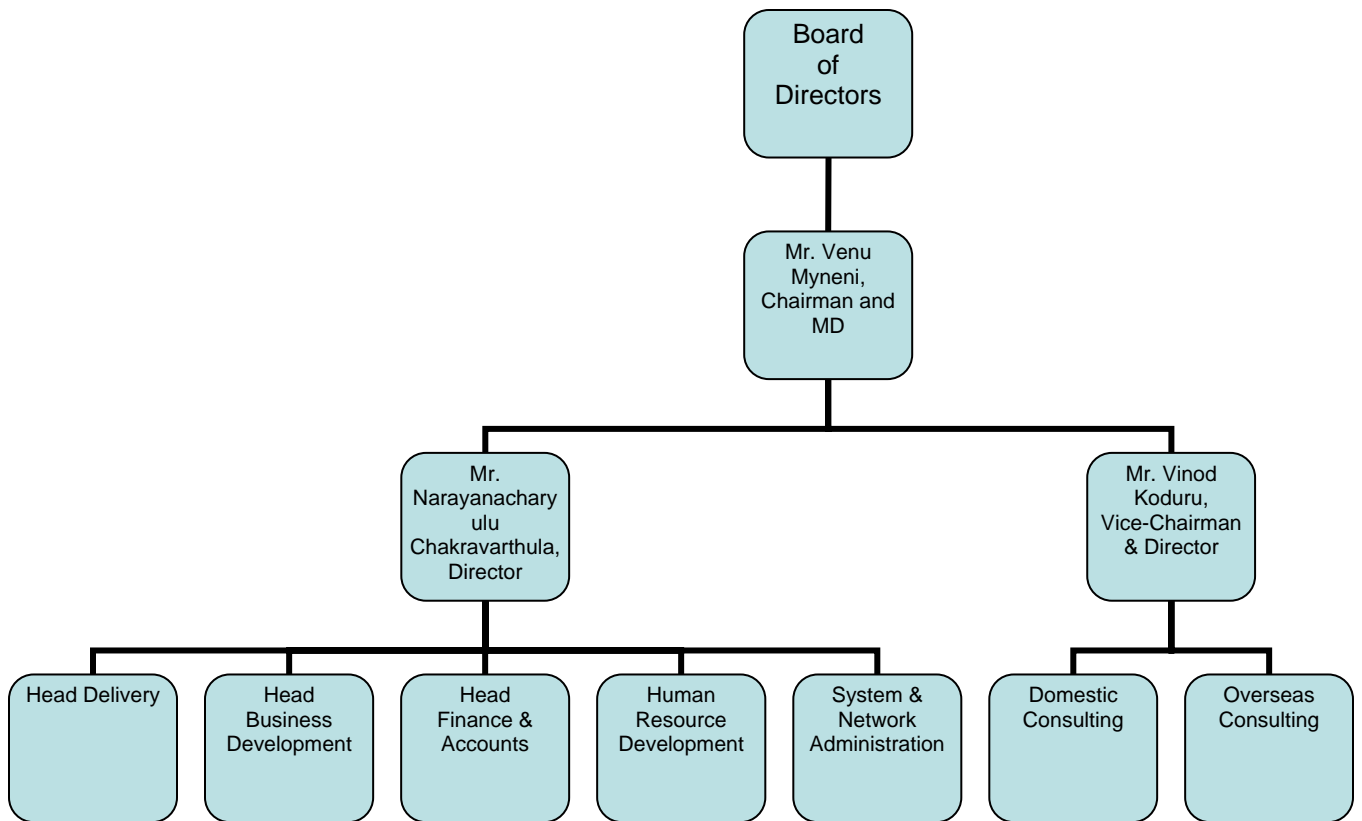 Board
of
Directors
Mr. Venu
Myneni,
Chairman and
MD
Mr.
Narayanachary
ulu
Chakravarthula,
Director
Mr. Vinod
Koduru,
Vice-Chairman
& Director
Head Delivery
Head
Business
Development
Head
Finance &
Accounts
Human
Resource
Development
System &
Network
Administration
Domestic
Consulting
Overseas
Consulting